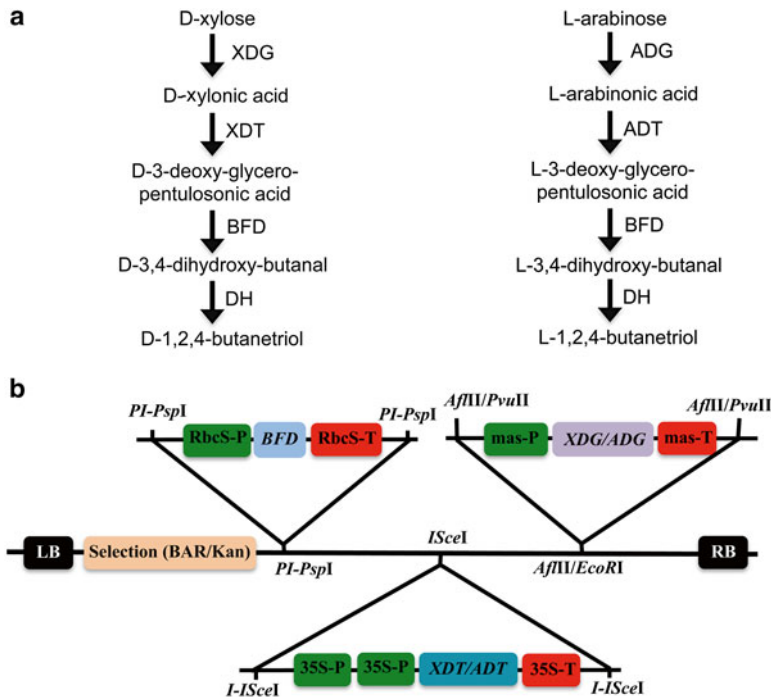 a
D-xylose
XDG
D-xylonic acid
XDT
D-3-deoxy-glycero-
pentulosonic acid
BFD
D-3,4-dihydroxy-butanal
DH
D-1,2,4-butanetriol
L-arabinose
ADG
L-arabinonic acid
ADT
L-3-deoxy-glycero-
pentulosonic acid
BFD
L-3,4-dihydroxy-butanal
DH
L-1,2,4-butanetriol
b
PI-PspI PI-PspI
RbcS-P BFD RbcS-T
AflII/PvuII AflII/PvuII
mas-P XDG/ADG mas-T
LB Selection (BAR/Kan) PI-PspI ISceI AflII/EcoRI RB
35S-P 35S-P XDT/ADT 35S-T
I-ISceI I-ISceI